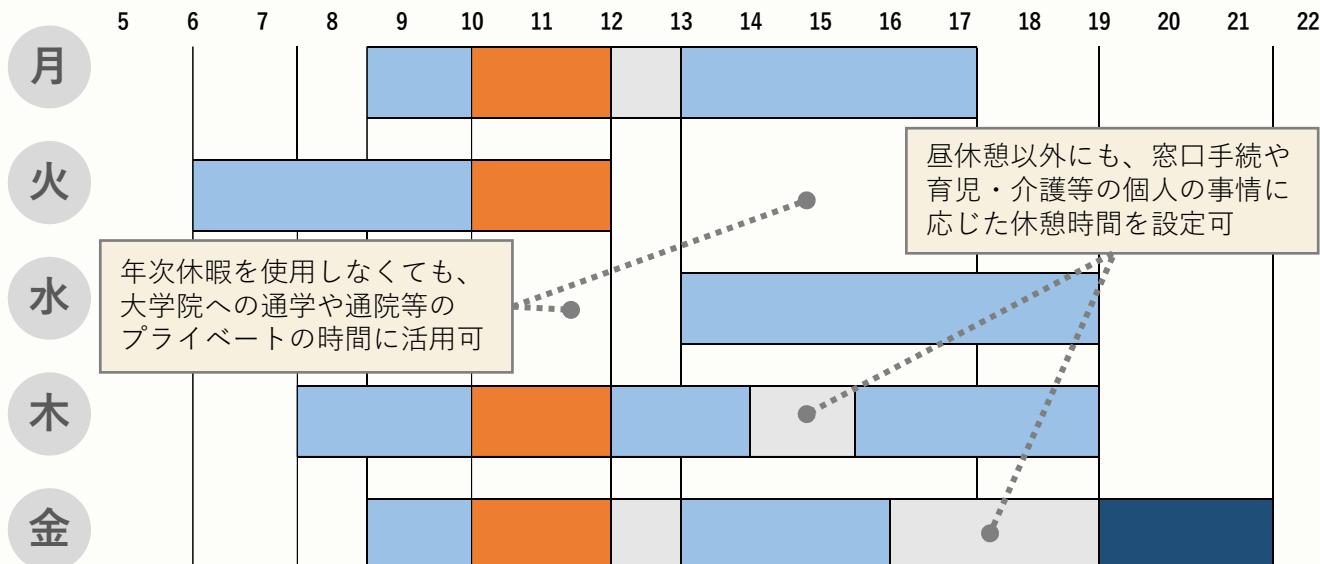 5 6 7 8 9 10 11 12 13 14 15 16 17 18 19 20 21 22
月
火
水
木
金
昼休憩以外にも、窓口手続や
育児・介護等の個人の事情に
応じた休憩時間を設定可
年次休暇を使用しなくても、
大学院への通学や通院等の
プライベートの時間に活用可